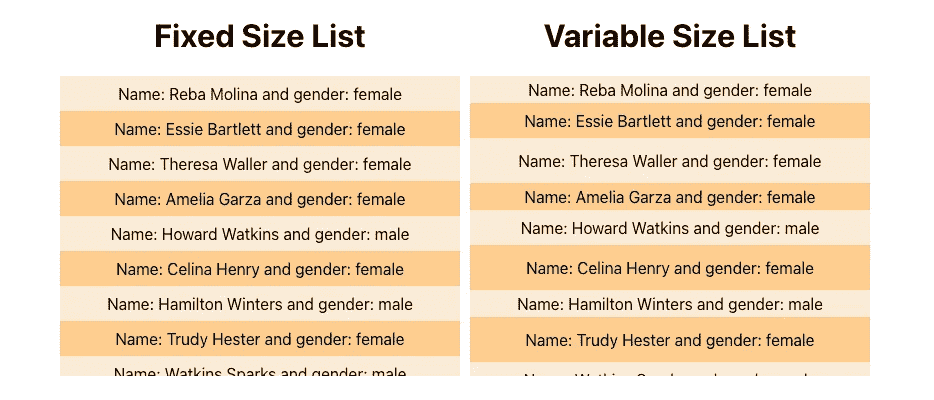 Fixed Size List
Name: Reba Molina and gender: female
Name: Essie Bartlett and gender: female
Name: Theresa Waller and gender: female
Name: Amelia Garza and gender: female
Name: Howard Watkins and gender: male
Name: Celina Henry and gender: female
Name: Hamilton Winters and gender: male
Name: Trudy Hester and gender: female
Name: Watkins Sparks and gender: male
Variable Size List
Name: Reba Molina and gender: female
Name: Essie Bartlett and gender: female
Name: Theresa Waller and gender: female
Name: Amelia Garza and gender: female
Name: Howard Watkins and gender: male
Name: Celina Henry and gender: female
Name: Hamilton Winters and gender: male
Name: Trudy Hester and gender: female